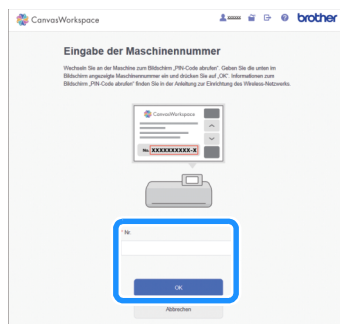 CanvasWorkspace
xxxxx
brother
Eingabe der Maschinennummer
Wechseln Sie an der Maschine zum Bildschirm „PIN-Code abrufen". Geben Sie die unten im
Bildschirm angezeigte Maschinennummer ein und drücken Sie auf „OK". Informationen zum
Bildschirm „PIN-Code abrufen" finden Sie in der Anleitung zur Einrichtung des Wireless-Netzwerks.
CanvasWorkspace
No. XXXXXXXXXX-X
* Nr.
OK
Abbrechen